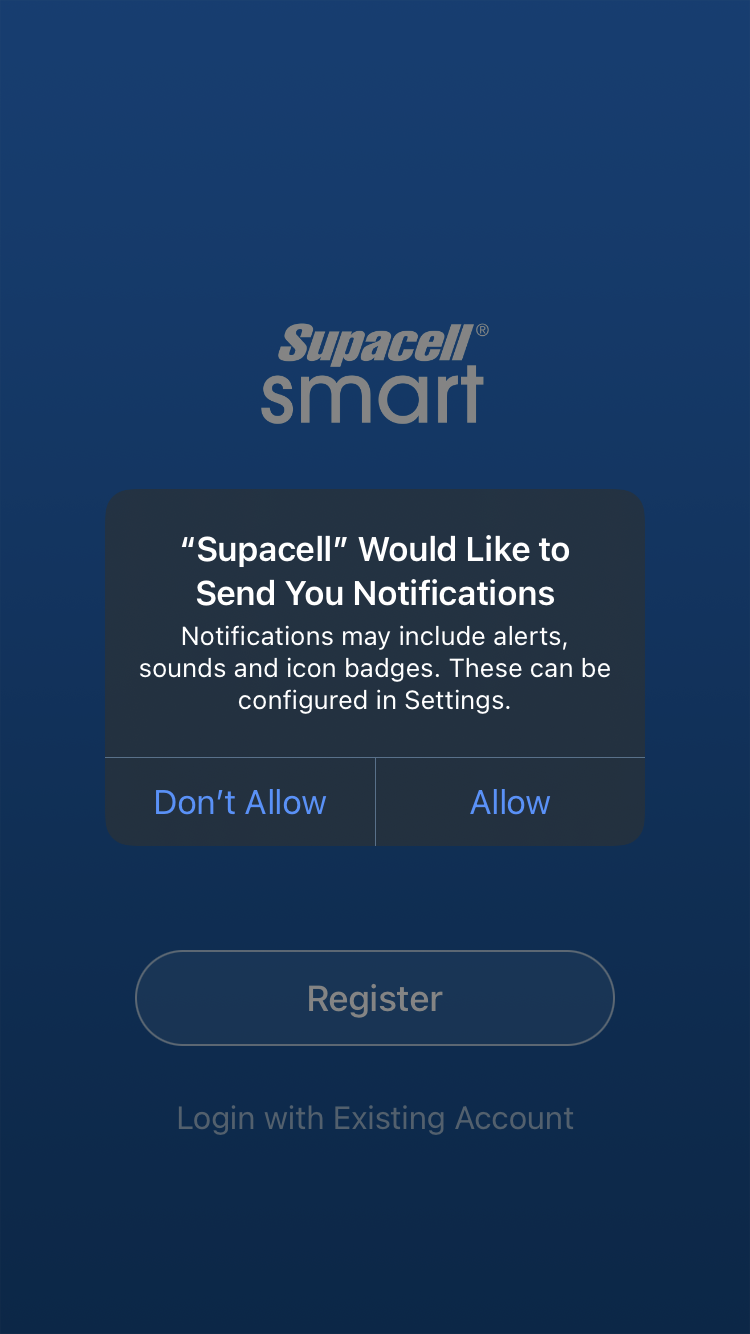 Supacell®
smart
“Supacell” Would Like to
Send You Notifications
Notifications may include alerts,
sounds and icon badges. These can be
configured in Settings.
Don’t Allow
Allow
Register
Login with Existing Account